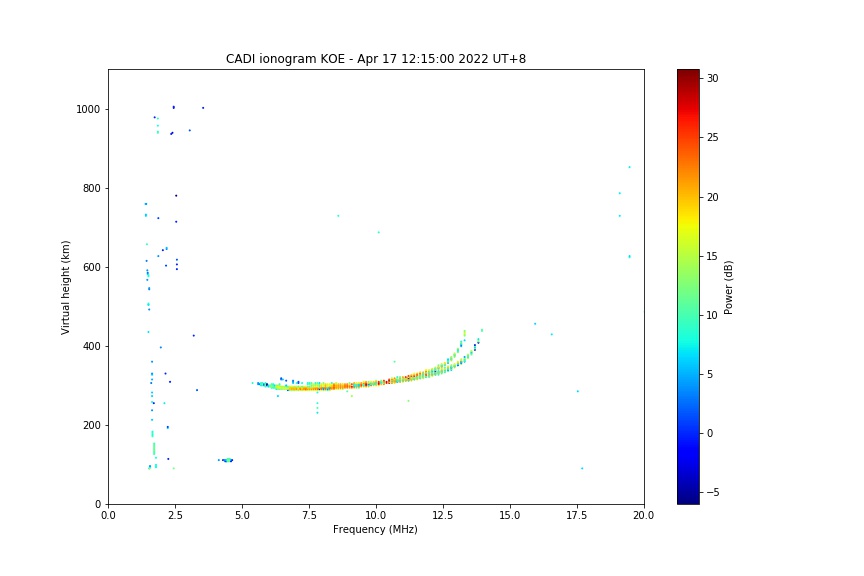 CADI ionogram KOE - Apr 17 12:15:00 2022 UT+8
1000
800
600
400
200
0
Virtual height (km)
0.0 2.5 5.0 7.5 10.0 12.5 15.0 17.5 20.0
Frequency (MHz)
30
25
20
15
10
5
0
−5
Power (dB)